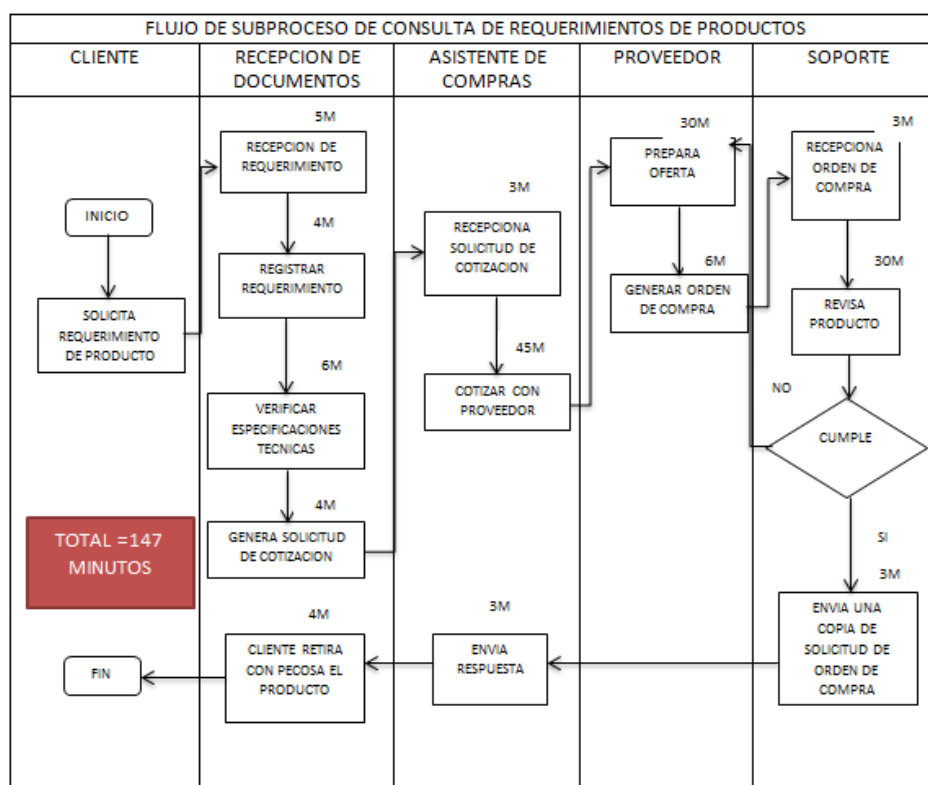 FLUJO DE SUBPROCESO DE CONSULTA DE REQUERIMIENTOS DE PRODUCTOS
CLIENTE
RECEPCION DE
DOCUMENTOS
ASISTENTE DE
COMPRAS
PROVEEDOR
SOPORTE
INICIO
SOLICITA
REQUERIMIENTO
DE PRODUCTO
5M
RECEPCION DE
REQUERIMIENTO
4M
REGISTRAR
REQUERIMIENTO
6M
VERIFICAR
ESPECIFICACIONES
TECNICAS
4M
GENERA SOLICITUD
DE COTIZACION
3M
RECEPCIONA
SOLICITUD DE
COTIZACION
45M
COTIZAR CON
PROVEEDOR
30M
PREPARA
OFERTA
6M
GENERAR ORDEN
DE COMPRA
3M
RECEPCIONA
ORDEN DE
COMPRA
30M
REVISA
PRODUCTO
NO
CUMPLE
SI
3M
ENVIA UNA
COPIA DE
SOLICITUD DE
ORDEN DE
COMPRA
3M
ENVIA
RESPUESTA
4M
CLIENTE RETIRA
CON PECOSA EL
PRODUCTO
FIN
TOTAL =147
MINUTOS